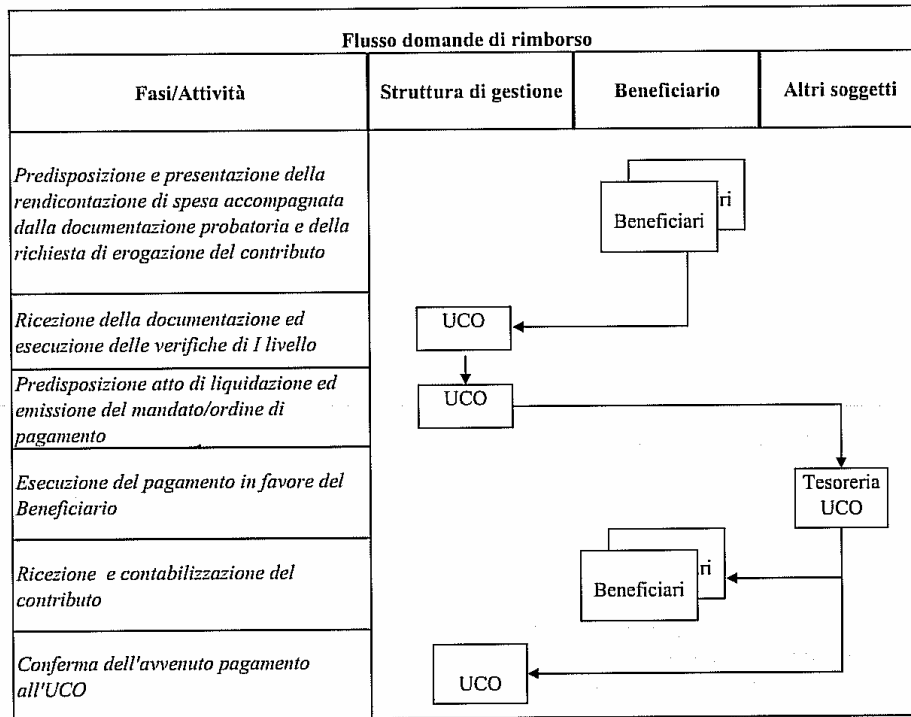 Flusso domande di rimborso
Fasi/Attività
Struttura di gestione
Beneficiario
Altri soggetti
Predisposizione e presentazione della
rendicontazione di spesa accompagnata
dalla documentazione probatoria e della
richiesta di erogazione del contributo
ri
Beneficiari
Ricezione della documentazione ed
esecuzione delle verifiche di I livello
UCO
Predisposizione atto di liquidazione ed
emissione del mandato/ordine di
pagamento
UCO
Esecuzione del pagamento in favore del
Beneficiario
Tesoreria
UCO
Ricezione e contabilizzazione del
contributo
ri
Beneficiari
Conferma dell'avvenuto pagamento
all'UCO
UCO